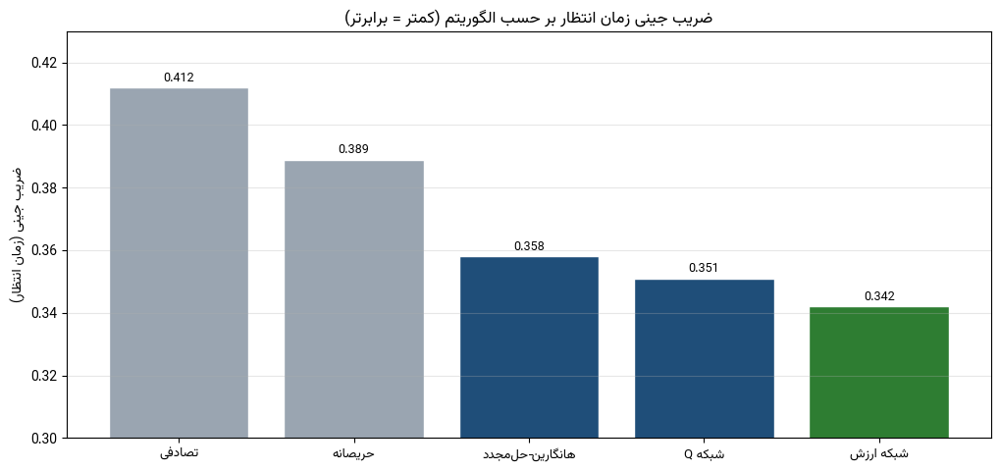 ضریب جینی زمان انتظار بر حسب الگوریتم (کمتر = برابرتر)
ضریب جینی (زمان انتظار)
0.42
0.40
0.38
0.36
0.34
0.32
0.30
0.412
0.389
0.358
0.351
0.342
تصادفی
حریصانه
هانگارین-حل‌مجدد
شبکه Q
شبکه ارزش